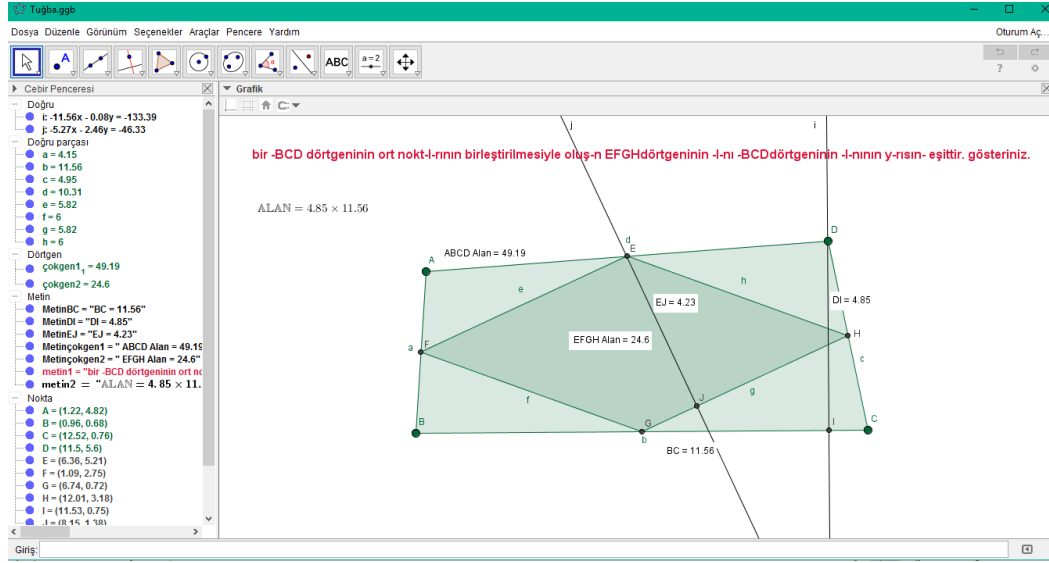 Tuğba.ggb
Dosya Düzenle Görünüm Seçenekler Araçlar Pencere Yardım
Oturum Aç...
ABC a=2
Cebir Penceresi
Grafik
Doğru
i: -11.56x - 0.08y = -133.39
j: -5.27x - 2.46y = -46.33
Doğru parçası
a = 4.15
b = 11.56
c = 4.95
d = 10.31
e = 5.82
f = 6
g = 5.82
h = 6
Dörtgen
çokgen1₁ = 49.19
çokgen2 = 24.6
Metin
MetinBC = "BC = 11.56"
MetinDI = "DI = 4.85"
MetinEJ = "EJ = 4.23"
Metinçokgen1 = " ABCD Alan = 49.19
Metinçokgen2 = " EFGH Alan = 24.6"
metin1 = "bir -BCD dörtgeninin ort no
metin2 = "ALAN = 4.85 × 11.
Nokta
A = (1.22, 4.82)
B = (0.96, 0.68)
C = (12.52, 0.76)
D = (11.5, 5.6)
E = (6.36, 5.21)
F = (1.09, 2.75)
G = (6.74, 0.72)
H = (12.01, 3.18)
I = (11.53, 0.75)
J = (8.15, 1.38)
j
i
bir -BCD dörtgeninin ort nokt-l-rının birleştirilmesiyle oluş-n EFGHdörtgeninin -l-nı -BCDdörtgeninin -l-nının y-rısın- eşittir. gösteriniz.
ALAN = 4.85 × 11.56
D
d
E
ABCD Alan = 49.19
A
e
h
EJ = 4.23
DI = 4.85
EFGH Alan = 24.6
H
a
F
c
f
g
J
B
G
I
C
b
BC = 11.56
Giriş: